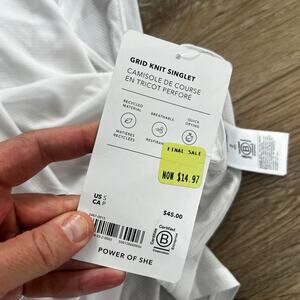 GRID KNIT SINGLET
CAMISOLE DE COURSE
EN TRICOT PERFORÉ
RECYCLED
MATERIAL
BREATHABLE
QUICK
DRYING
MATIÈRES
RECYCLÉES
FINAL SALE
NOW $14.97
US S
CA P
$45.00
Certified
B
Corporation
POWER OF SHE